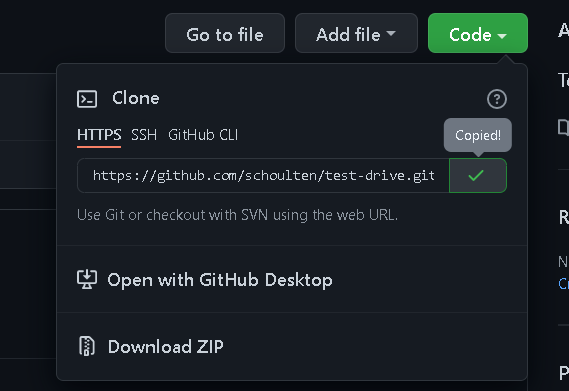 Go to file
Add file
Code
Clone
HTTPS SSH GitHub CLI
Copied!
https://github.com/schoulten/test-drive.git
Use Git or checkout with SVN using the web URL.
Open with GitHub Desktop
Download ZIP